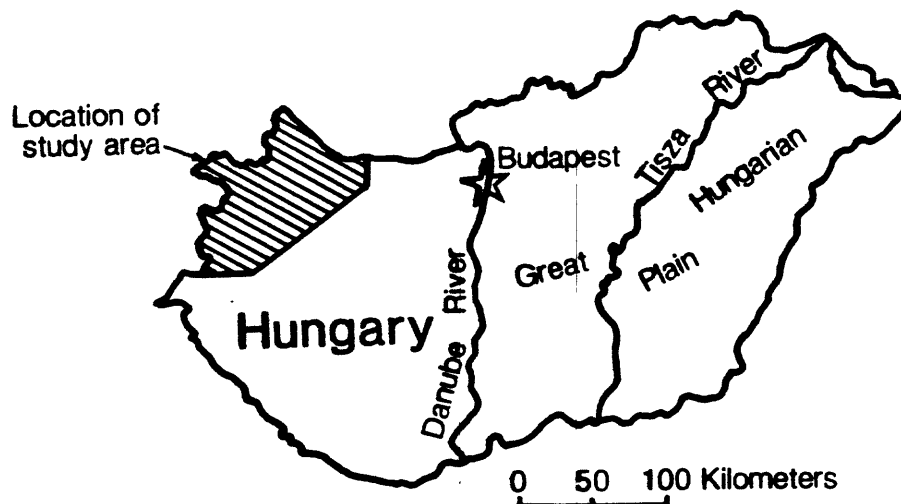 Location of
study area
Budapest
Tisza River
Hungarian
Great Plain
Hungary
Danube River
0 50 100 Kilometers